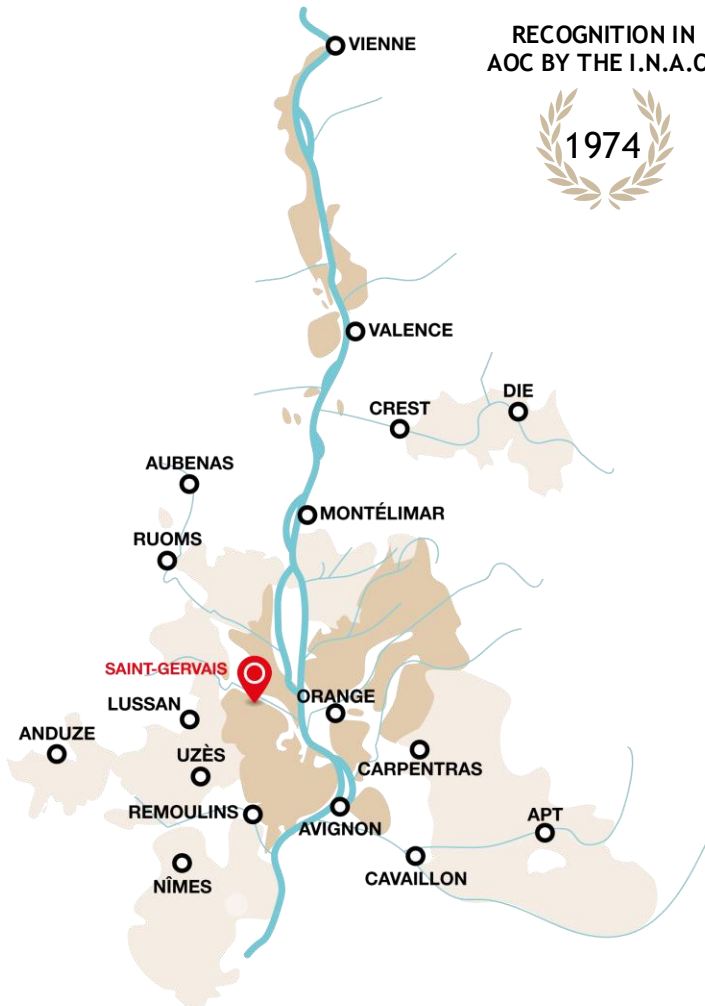 RECOGNITION IN
AOC BY THE I.N.A.O
1974
VIENNE
VALENCE
DIE
CREST
AUBENAS
MONTÉLIMAR
RUOMS
SAINT-GERVAIS
ORANGE
LUSSAN
ANDUZE
UZÈS
CARPENTRAS
REMOULINS
AVIGNON
APT
CAVAILLON
NÎMES